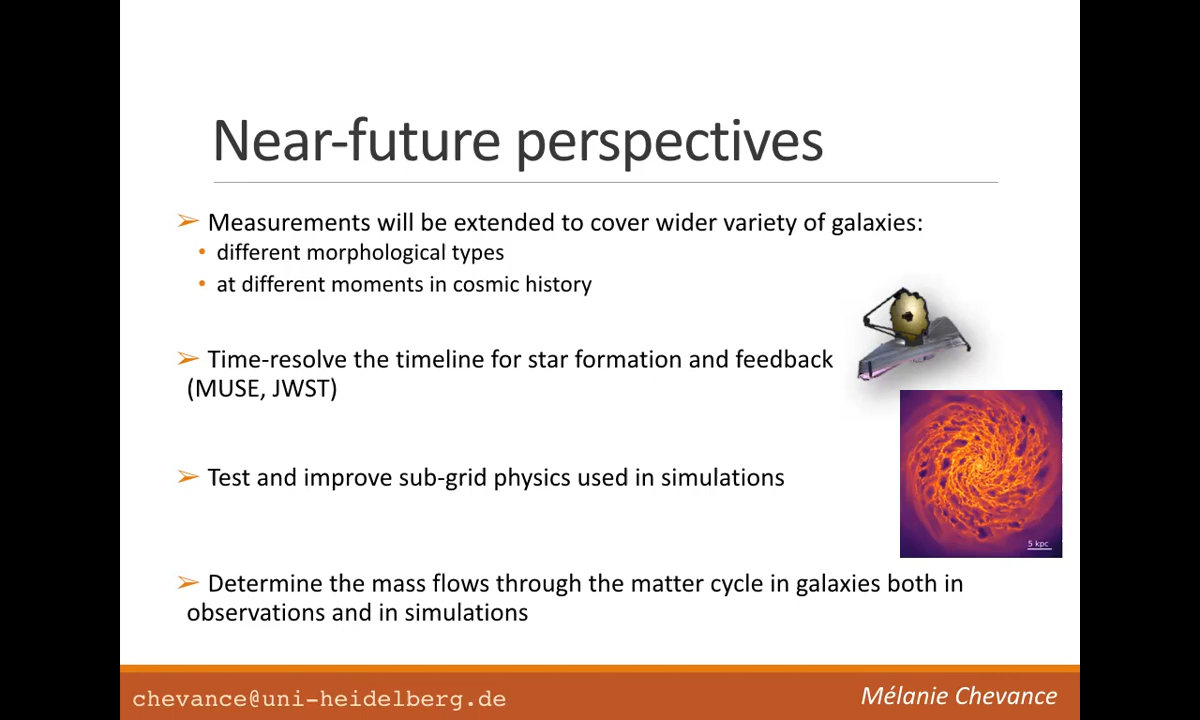 Near-future perspectives
➢ Measurements will be extended to cover wider variety of galaxies:
• different morphological types
• at different moments in cosmic history
➢ Time-resolve the timeline for star formation and feedback
(MUSE, JWST)
➢ Test and improve sub-grid physics used in simulations
5 kpc
➢ Determine the mass flows through the matter cycle in galaxies both in
observations and in simulations
chevance@uni-heidelberg.de
Mélanie Chevance